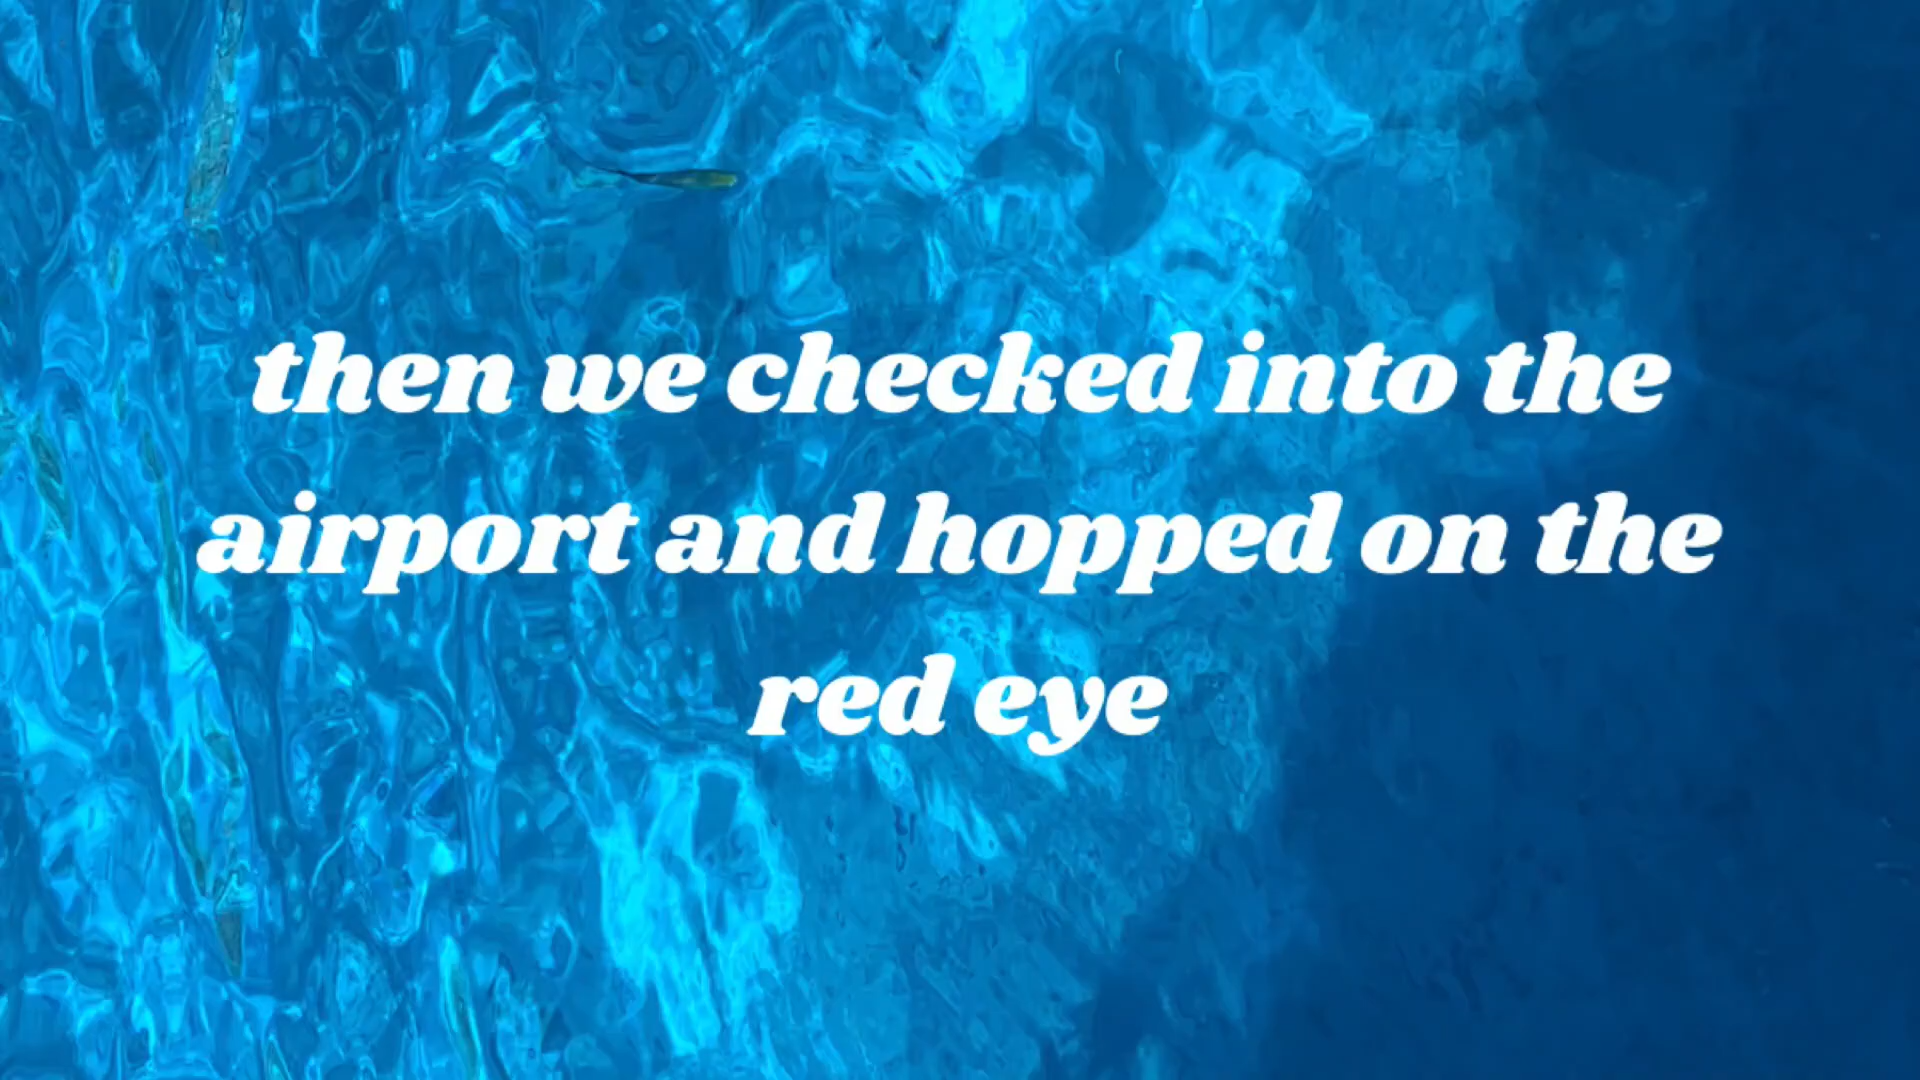 then we checked into the
airport and hopped on the
red eye